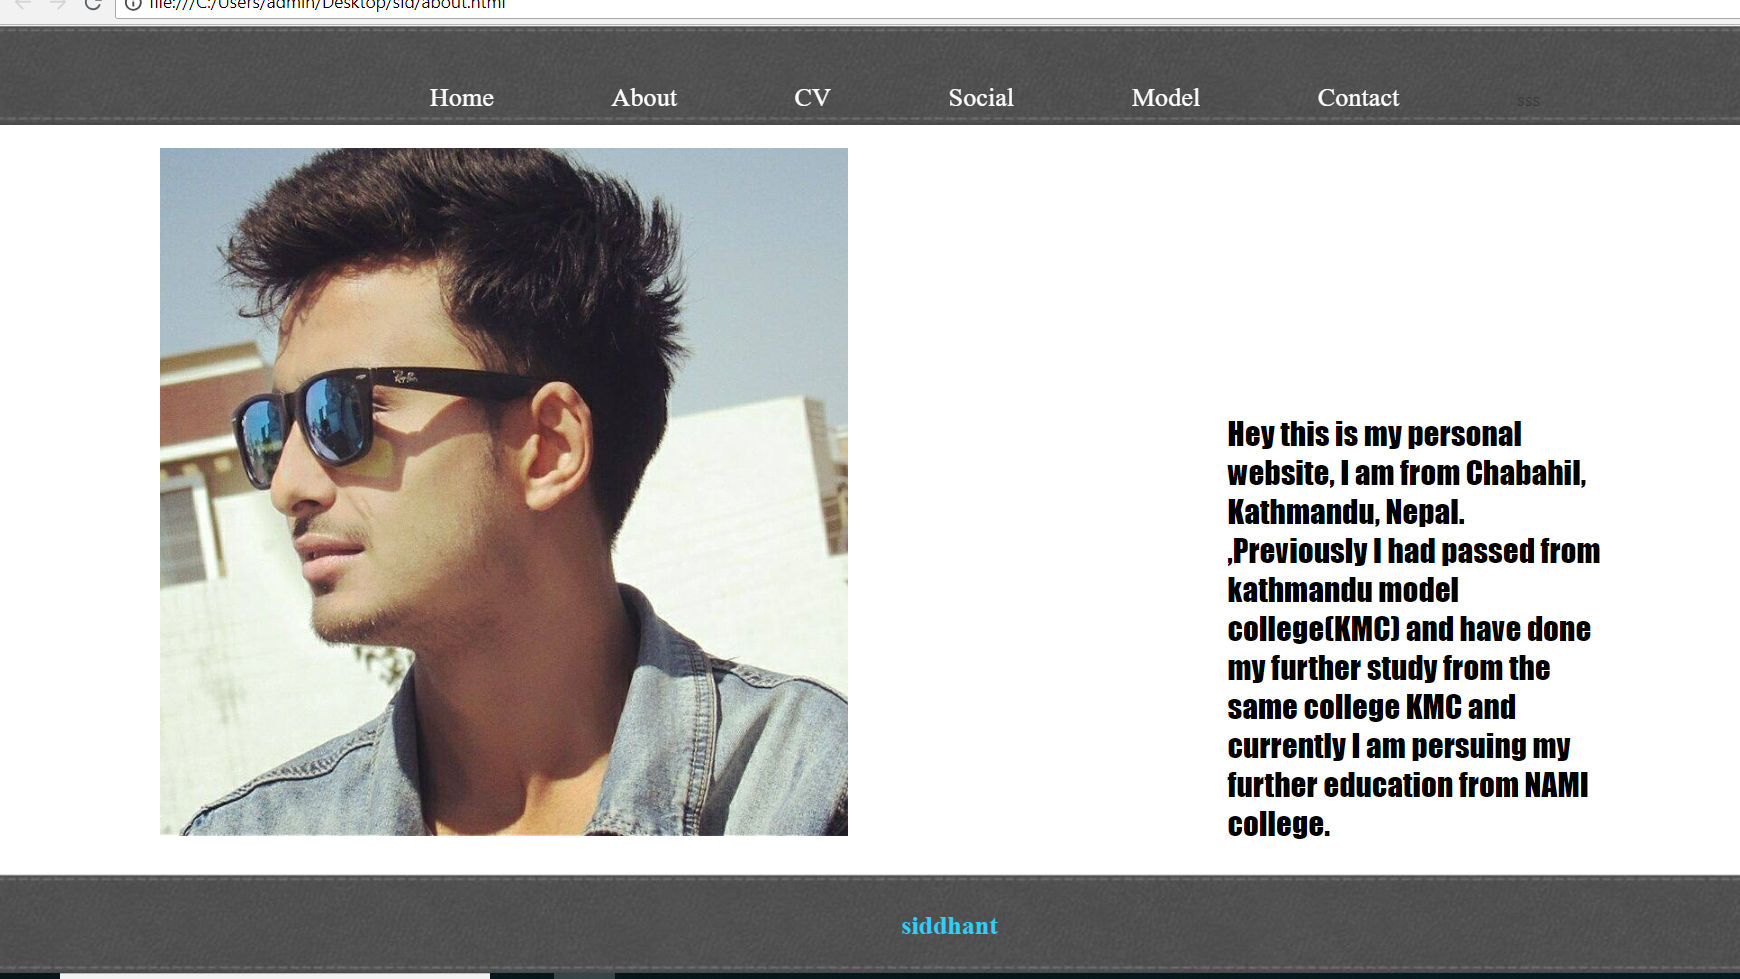 file:///C:/Users/admin/Desktop/sid/about.html
Home About CV Social Model Contact sss
Ray-Ban
Hey this is my personal
website, I am from Chabahil,
Kathmandu, Nepal.
,Previously I had passed from
kathmandu model
college(KMC) and have done
my further study from the
same college KMC and
currently I am persuing my
further education from NAMI
college.
siddhant